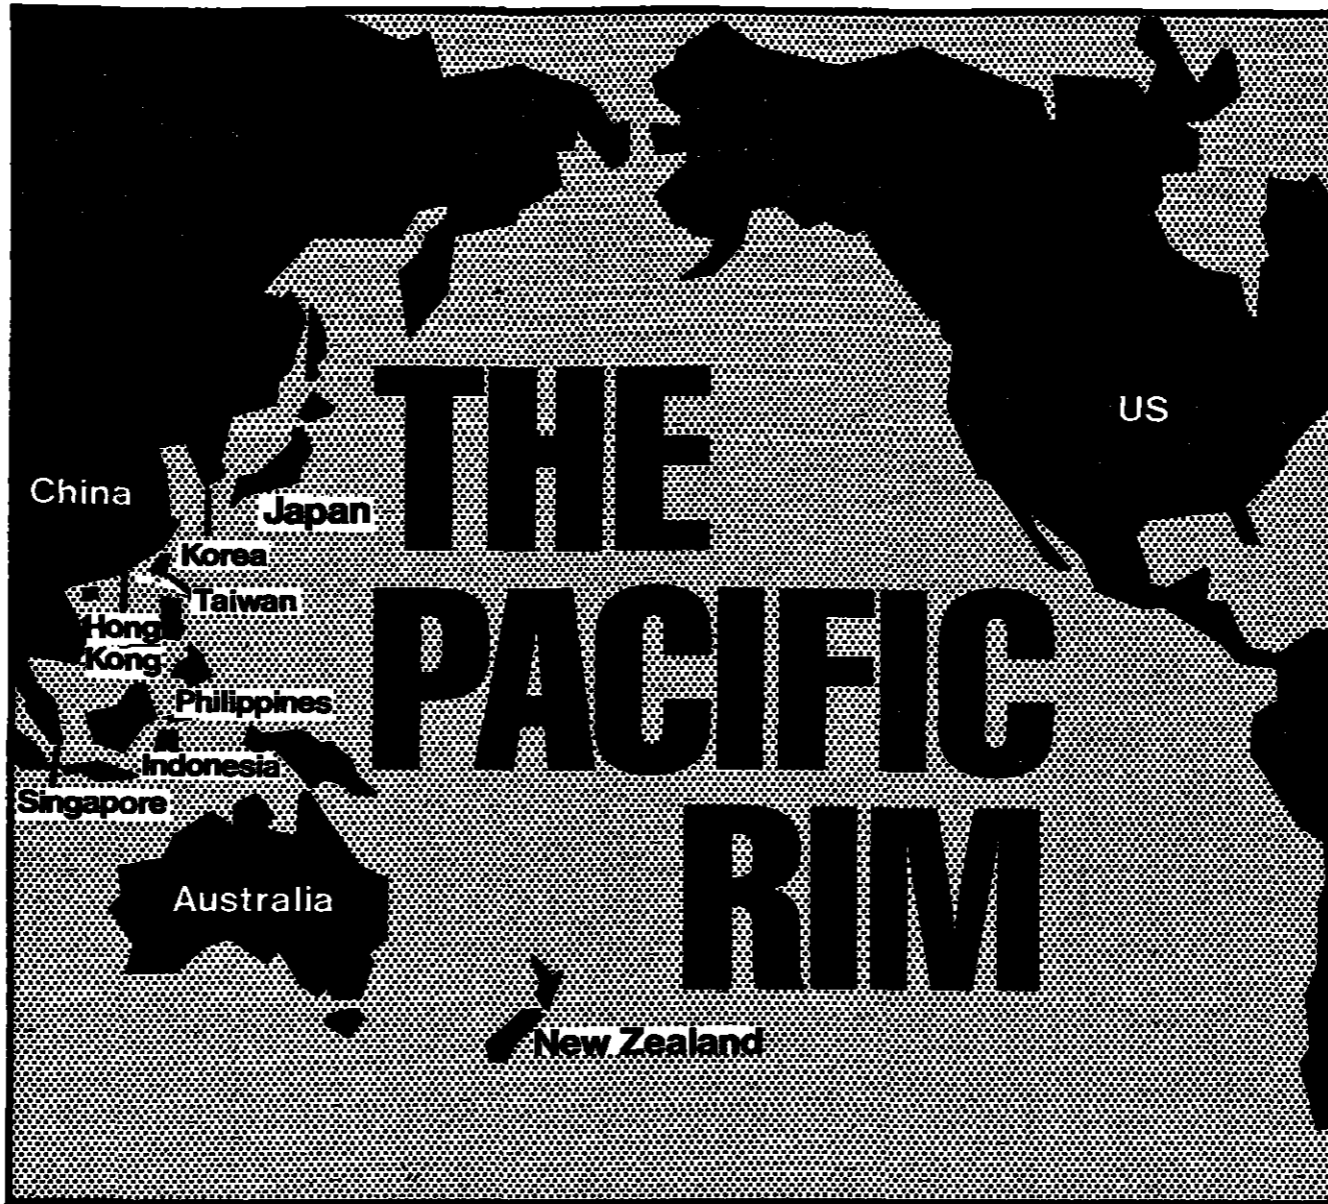 THE
PACIFIC
RIM
US
China
Japan
Korea
Taiwan
Hong
Kong
Philippines
Indonesia
Singapore
Australia
New Zealand